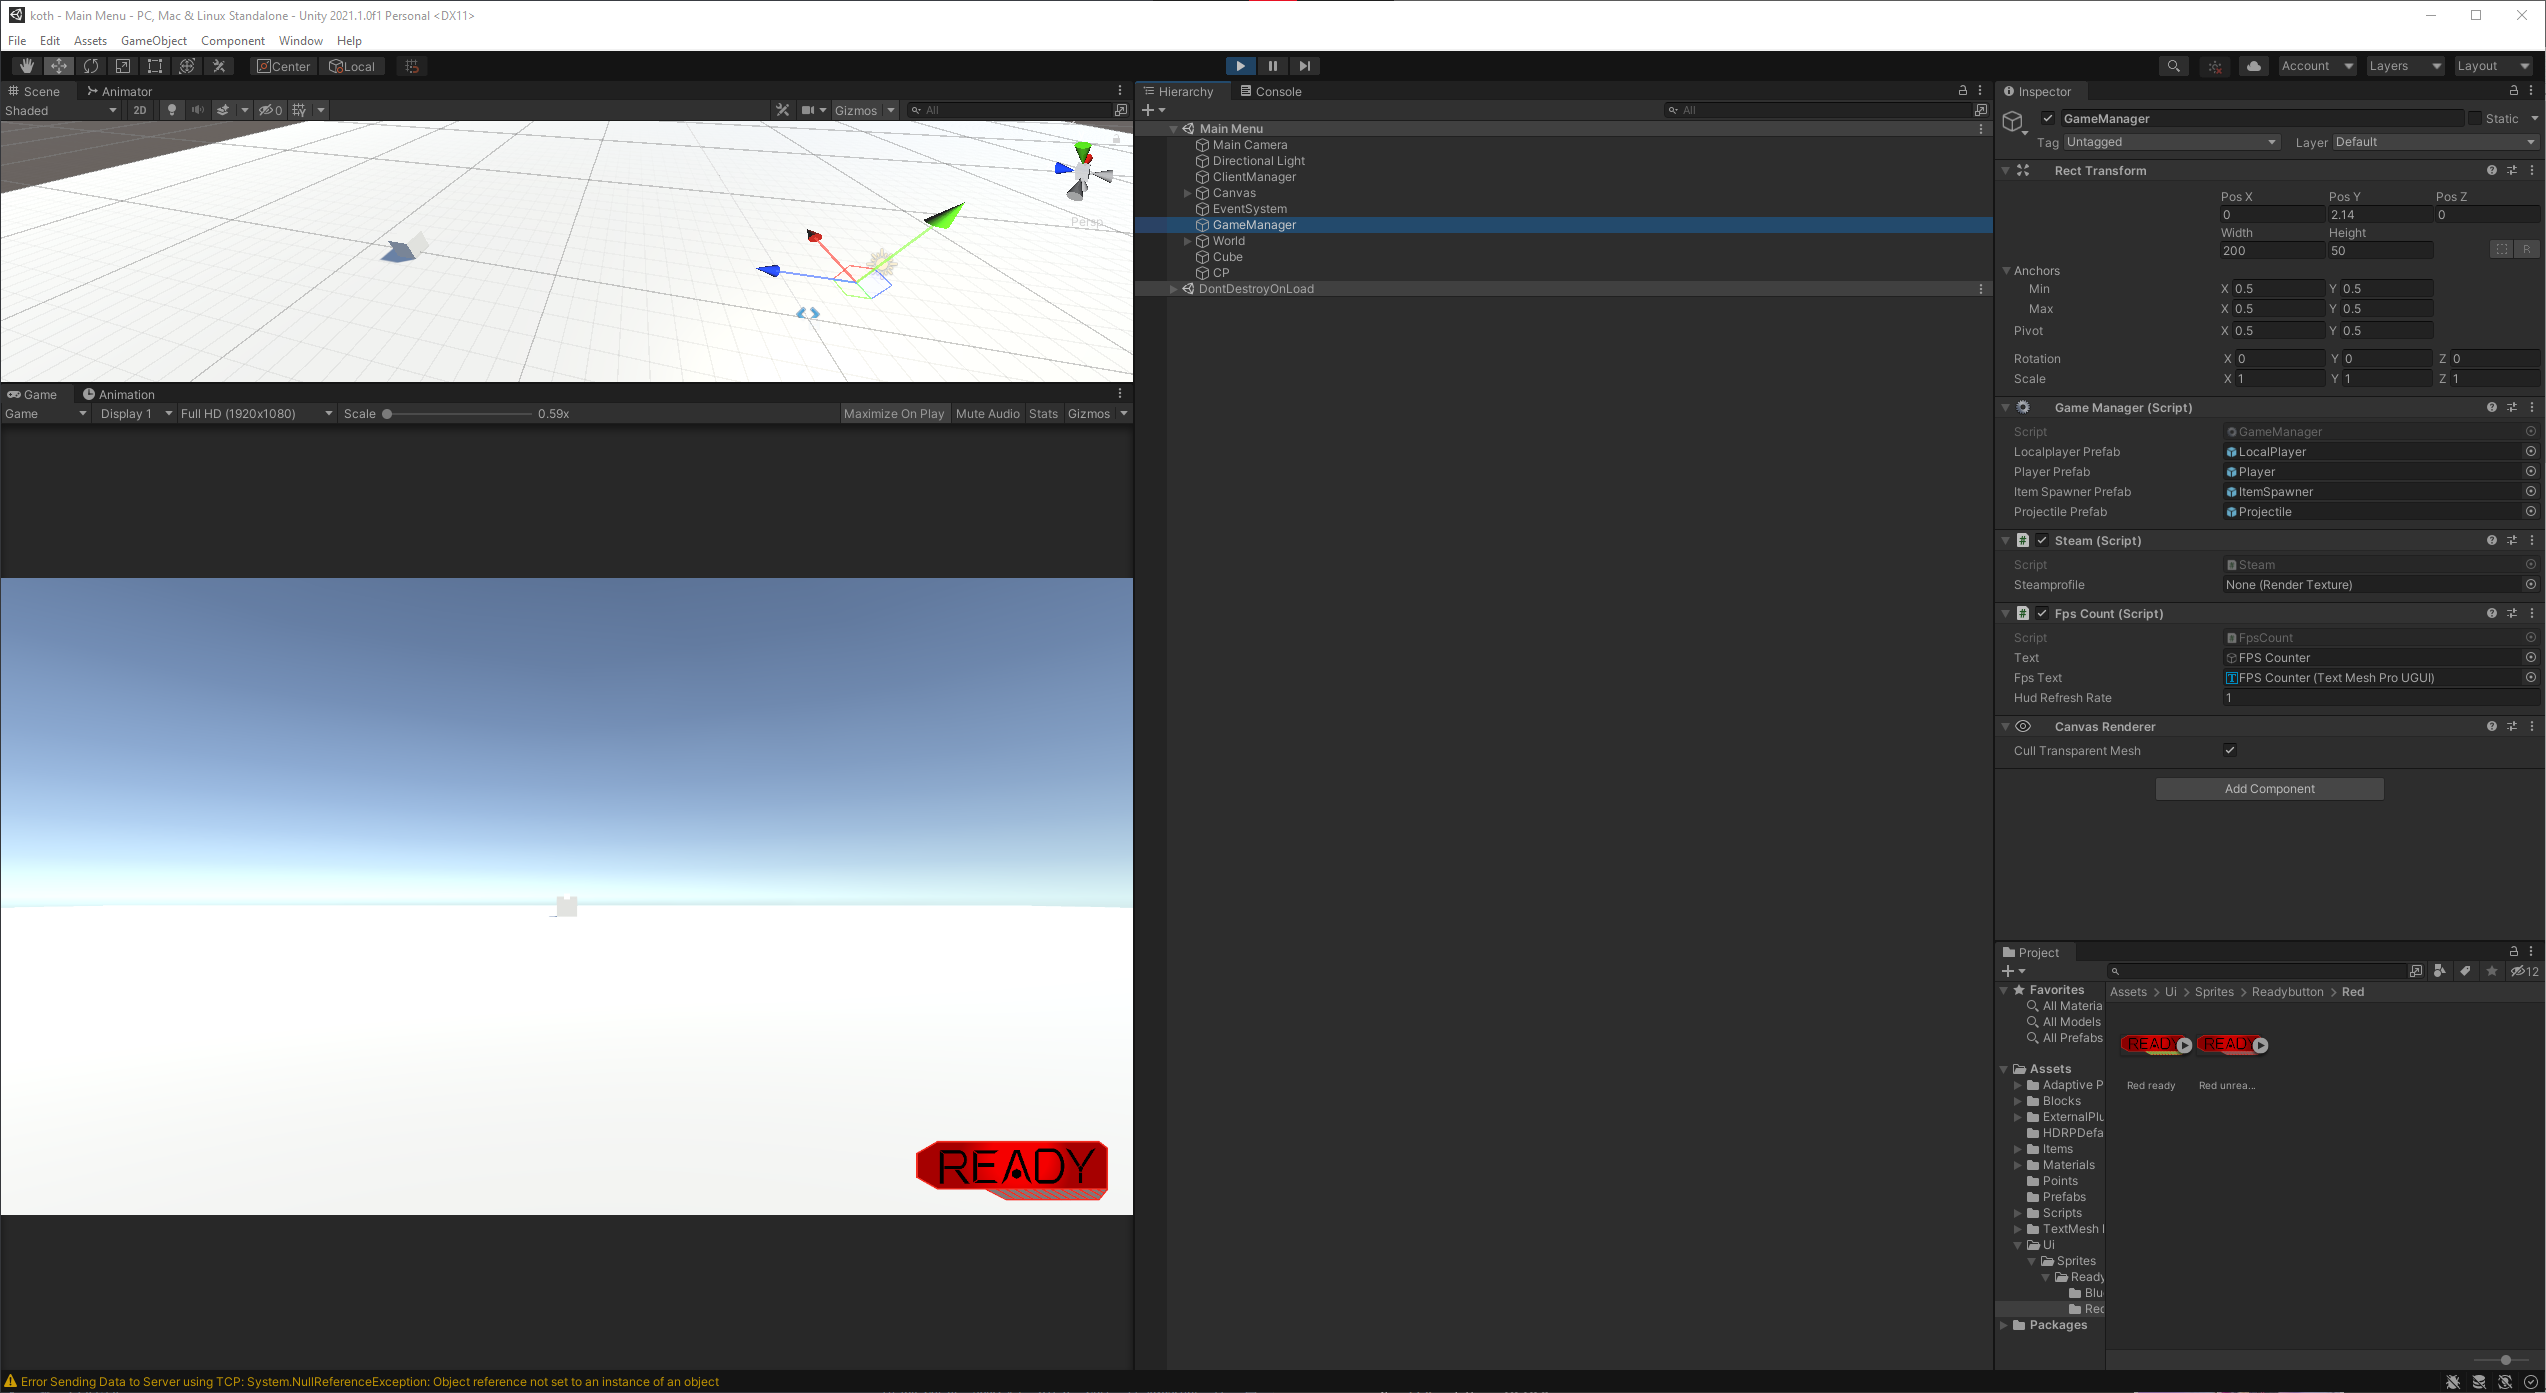 koth - Main Menu - PC, Mac & Linux Standalone - Unity 2021.1.0f1 Personal <DX11>
File Edit Assets GameObject Component Window Help
Center Local Account Layers Layout
Scene Animator
Shaded 2D 0 Gizmos All
Persp
Game Animation
Game Display 1 Full HD (1920x1080) Scale 0.59x Maximize On Play Mute Audio Stats Gizmos
READY
Hierarchy Console
All
Main Menu
Main Camera
Directional Light
ClientManager
Canvas
EventSystem
GameManager
World
Cube
CP
DontDestroyOnLoad
Inspector
GameManager Static
Tag Untagged Layer Default
Rect Transform
Pos X Pos Y Pos Z
0 2.14 0
Width Height
200 50 R
Anchors
Min X 0.5 Y 0.5
Max X 0.5 Y 0.5
Pivot X 0.5 Y 0.5
Rotation X 0 Y 0 Z 0
Scale X 1 Y 1 Z 1
Game Manager (Script)
Script GameManager
Localplayer Prefab LocalPlayer
Player Prefab Player
Item Spawner Prefab ItemSpawner
Projectile Prefab Projectile
# Steam (Script)
Script Steam
Steamprofile None (Render Texture)
# Fps Count (Script)
Script FpsCount
Text FPS Counter
Fps Text FPS Counter (Text Mesh Pro UGUI)
Hud Refresh Rate 1
Canvas Renderer
Cull Transparent Mesh
Add Component
Project
12
Favorites
All Materia
All Models
All Prefabs
Assets
Adaptive P
Blocks
ExternalPlu
HDRPDefa
Items
Materials
Points
Prefabs
Scripts
TextMesh
Ui
Sprites
Ready
Blu
Red
Packages
Assets > Ui > Sprites > Readybutton > Red
READY READY
Red ready Red unrea...
Error Sending Data to Server using TCP: System.NullReferenceException: Object reference not set to an instance of an object